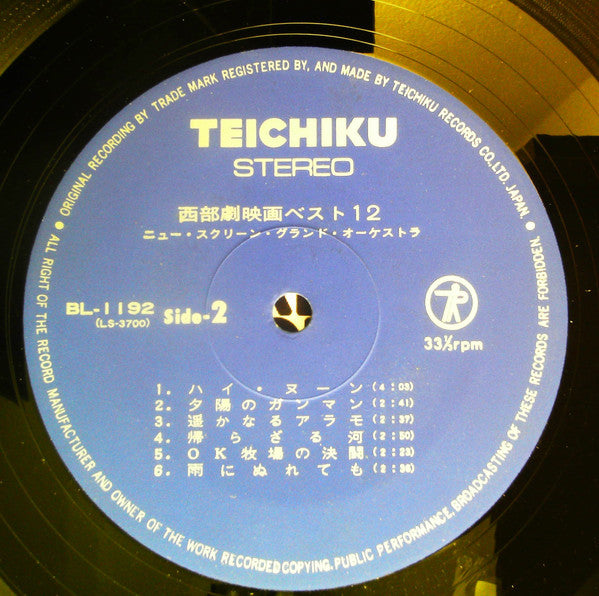 ● ORIGINAL RECORDING BY TRADE MARK REGISTERED BY, AND MADE BY TEICHIKU RECORDS CO., LTD. JAPAN. ●
TEICHIKU
STEREO
西部劇映画ベスト12
ニュー・スクリーン・グランド・オーケストラ
BL-1192
(LS-3700)
Side-2
33⅓rpm
1. ハイ・ヌーン(4:03)
2. 夕陽のガンマン(2:41)
3. 遥かなるアラモ(2:37)
4. 帰らざる河(2:50)
5. OK牧場の決闘(2:23)
6. 雨にぬれても(2:36)
ALL RIGHT OF THE RECORD MANUFACTURER AND OWNER OF THE WORK RECORDED COPYING, PUBLIC PERFORMANCE, BROADCASTING OF THESE RECORDS ARE FORBIDDEN.